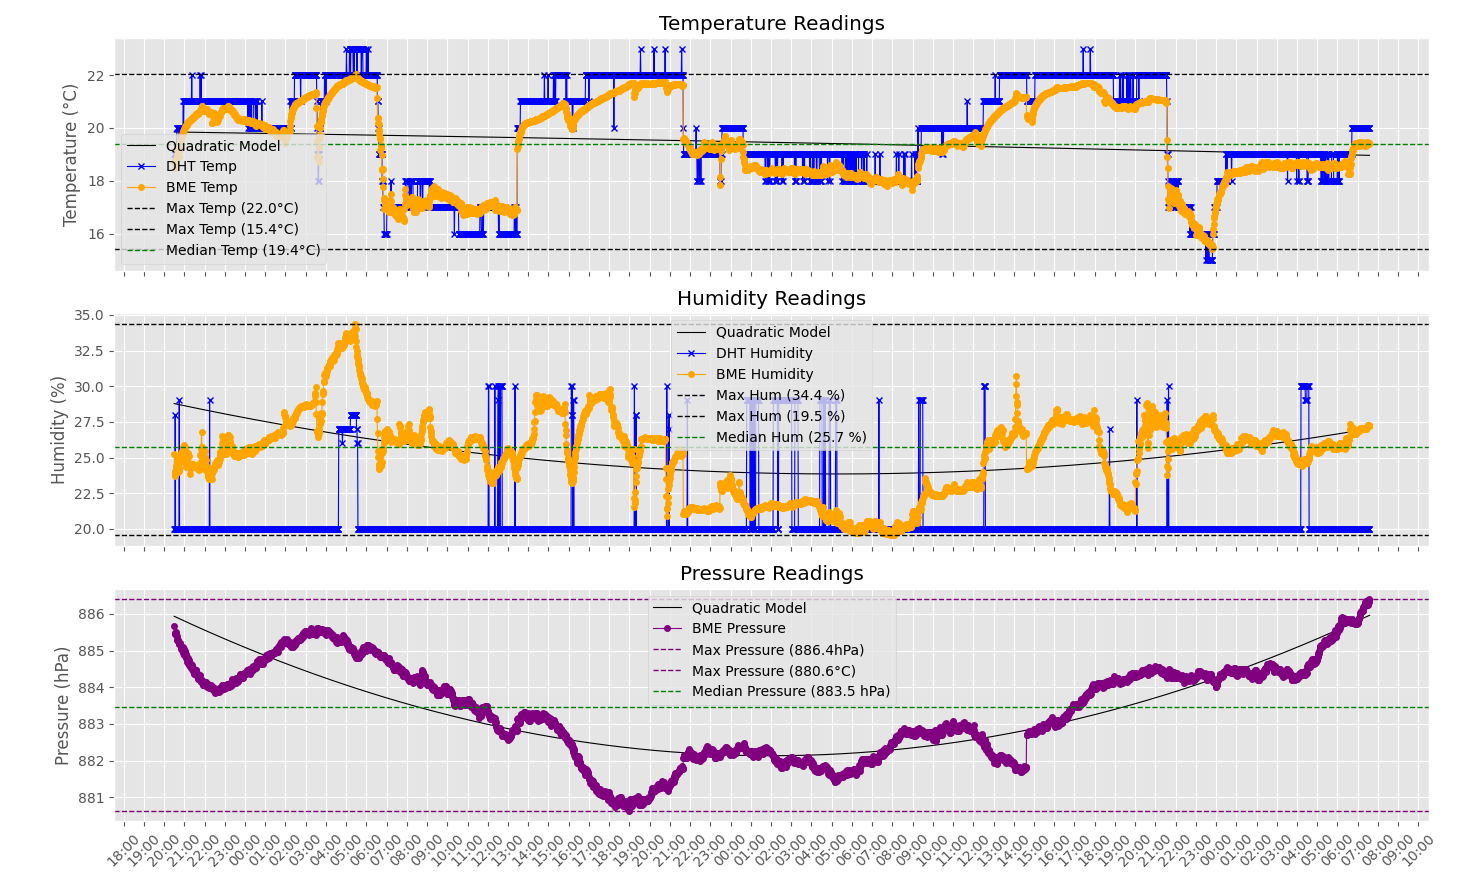 Temperature Readings
Temperature (°C)
22
20
18
16
Quadratic Model
DHT Temp
BME Temp
Max Temp (22.0°C)
Max Temp (15.4°C)
Median Temp (19.4°C)
Humidity Readings
Humidity (%)
35.0
32.5
30.0
27.5
25.0
22.5
20.0
Quadratic Model
DHT Humidity
BME Humidity
Max Hum (34.4 %)
Max Hum (19.5 %)
Median Hum (25.7 %)
Pressure Readings
Pressure (hPa)
886
885
884
883
882
881
Quadratic Model
BME Pressure
Max Pressure (886.4hPa)
Max Pressure (880.6°C)
Median Pressure (883.5 hPa)
18:00 19:00 20:00 21:00 22:00 23:00 00:00 01:00 02:00 03:00 04:00 05:00 06:00 07:00 08:00 09:00 10:00 11:00 12:00 13:00 14:00 15:00 16:00 17:00 18:00 19:00 20:00 21:00 22:00 23:00 00:00 01:00 02:00 03:00 04:00 05:00 06:00 07:00 08:00 09:00 10:00 11:00 12:00 13:00 14:00 15:00 16:00 17:00 18:00 19:00 20:00 21:00 22:00 23:00 00:00 01:00 02:00 03:00 04:00 05:00 06:00 07:00 08:00 09:00 10:00